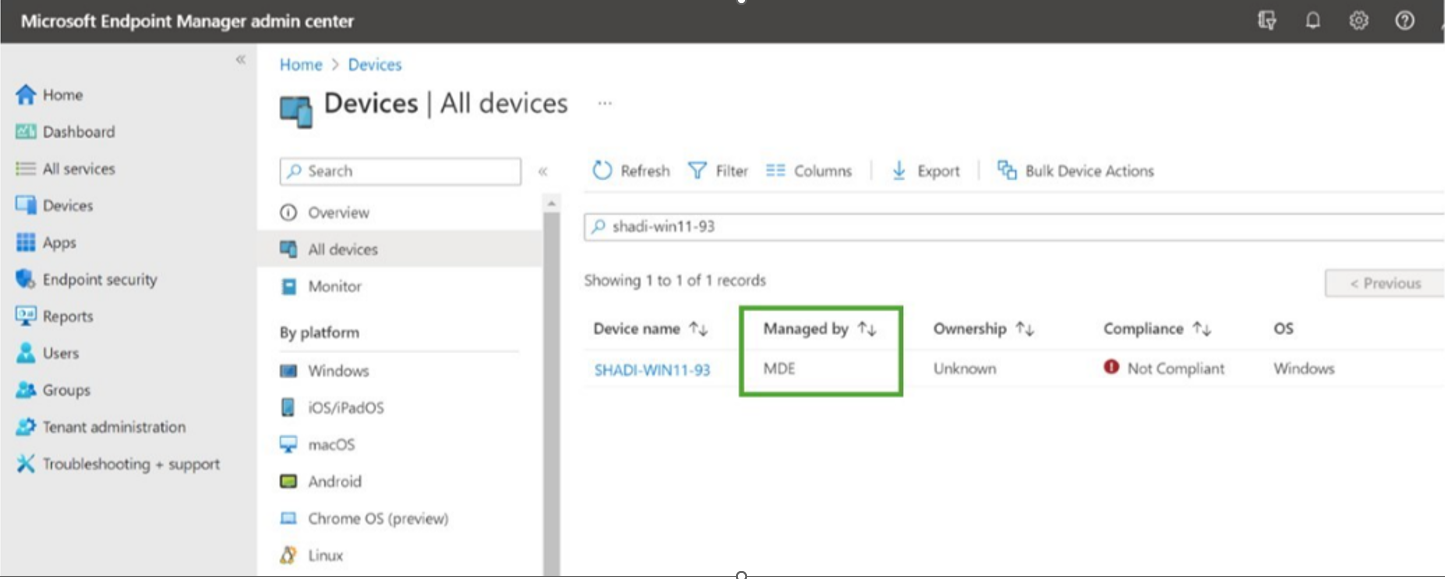 Microsoft Endpoint Manager admin center
Home > Devices
Devices | All devices ...
Home
Dashboard
All services
Devices
Apps
Endpoint security
Reports
Users
Groups
Tenant administration
Troubleshooting + support
Search
Overview
All devices
Monitor
By platform
Windows
iOS/iPadOS
macOS
Android
Chrome OS (preview)
Linux
Refresh Filter Columns Export Bulk Device Actions
shadi-win11-93
Showing 1 to 1 of 1 records
< Previous
Device name ↑↓ Managed by ↑↓ Ownership ↑↓ Compliance ↑↓ OS
SHADI-WIN11-93 MDE Unknown Not Compliant Windows